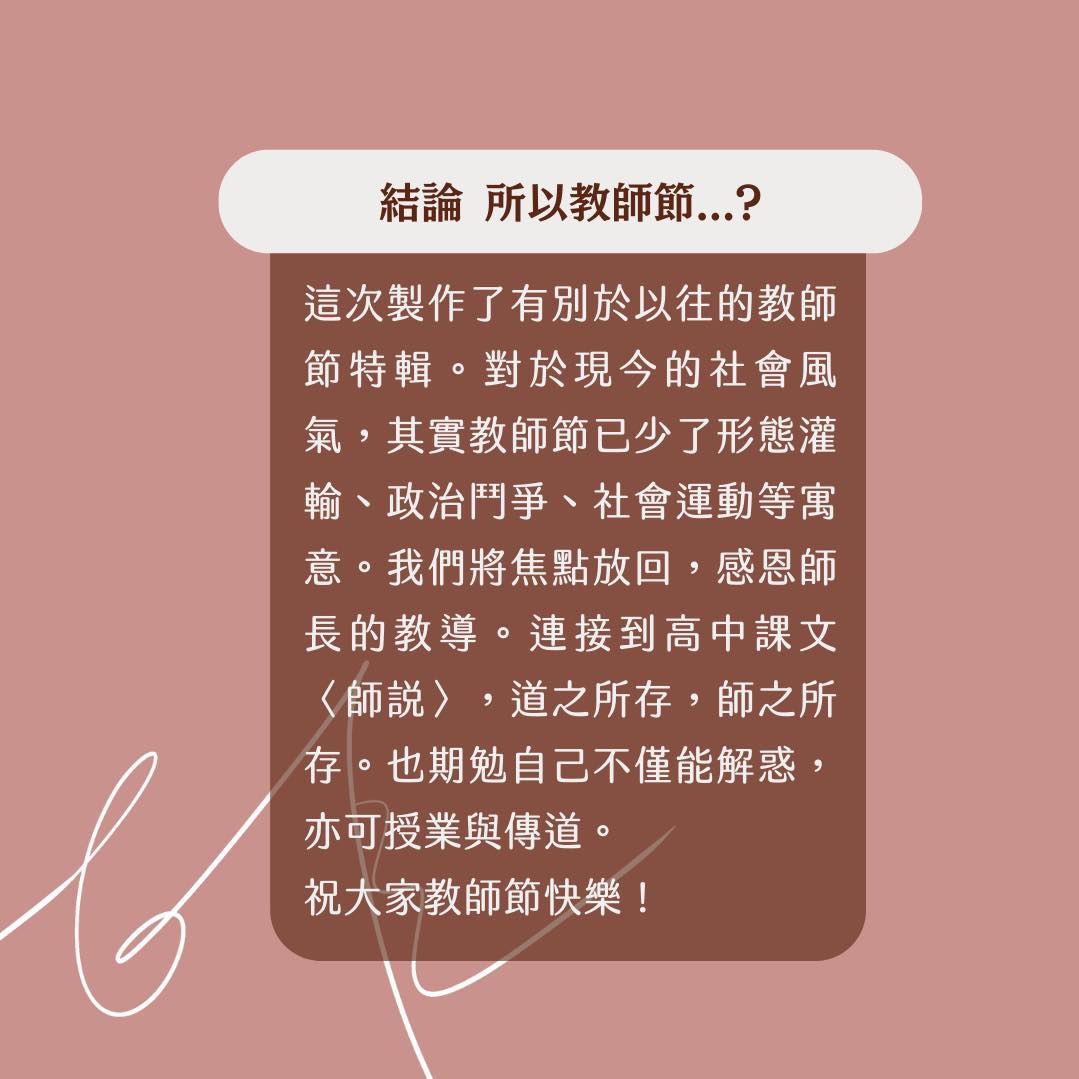 結論 所以教師節...?
這次製作了有別於以往的教師
節特輯。對於現今的社會風
氣，其實教師節已少了形態灌
輸、政治鬥爭、社會運動等寓
意。我們將焦點放回，感恩師
長的教導。連接到高中課文
〈師說〉，道之所存，師之所
存。也期勉自己不僅能解惑，
亦可授業與傳道。
祝大家教師節快樂！